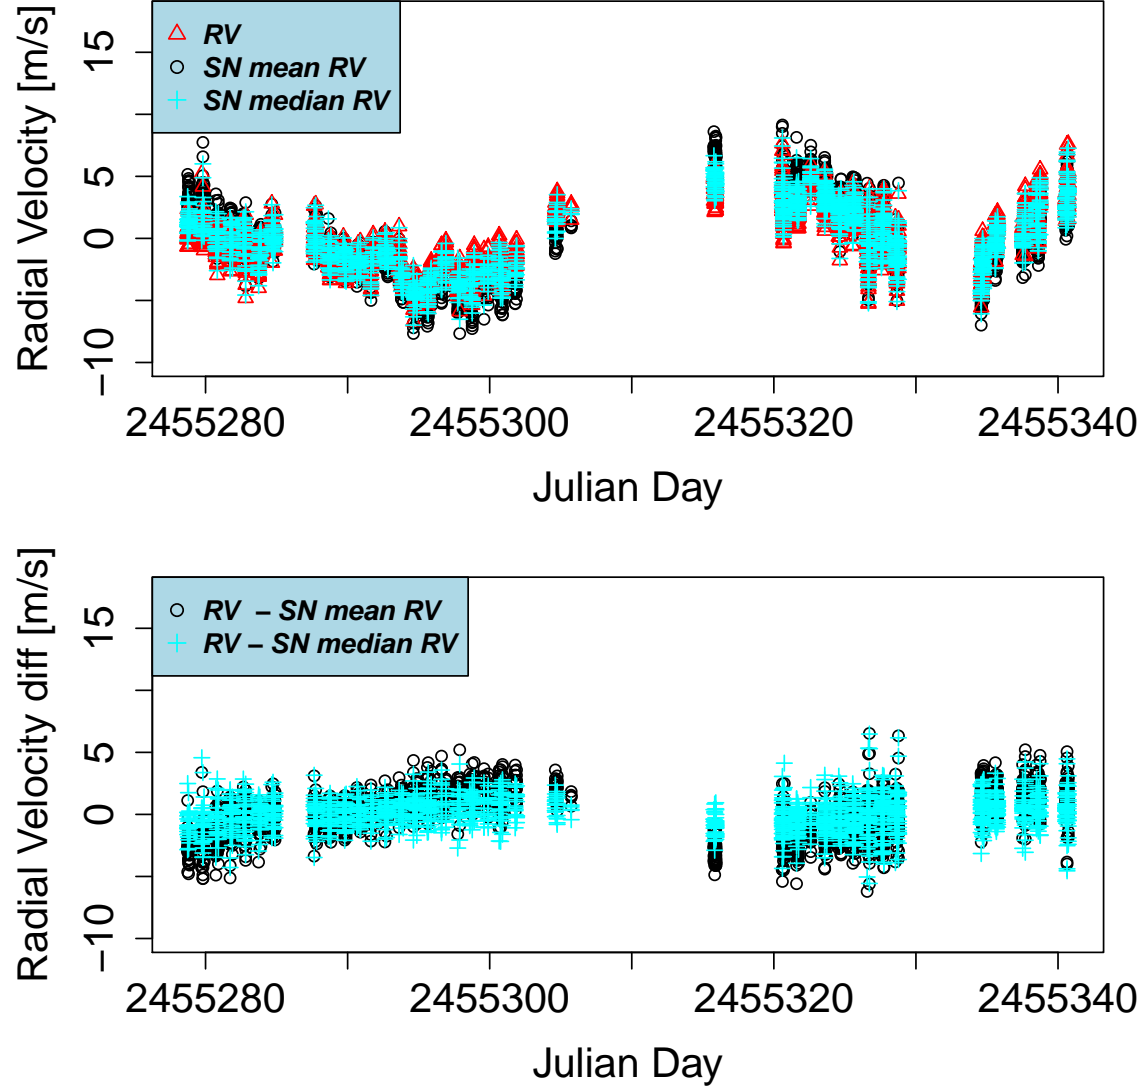 Radial Velocity [m/s]
15
5
0
−10
RV
SN mean RV
SN median RV
2455280 2455300 2455320 2455340
Julian Day
Radial Velocity diff [m/s]
15
5
0
−10
RV − SN mean RV
RV − SN median RV
2455280 2455300 2455320 2455340
Julian Day